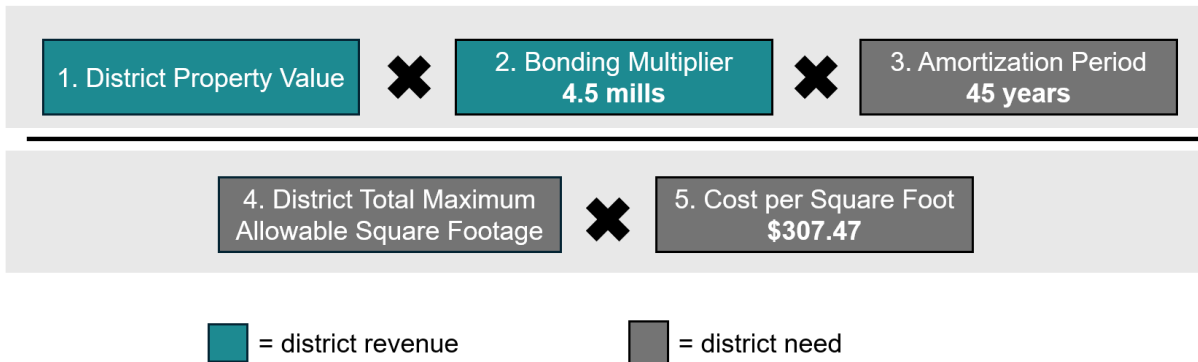 1. District Property Value
2. Bonding Multiplier
4.5 mills
3. Amortization Period
45 years
4. District Total Maximum
Allowable Square Footage
5. Cost per Square Foot
$307.47
= district revenue
= district need